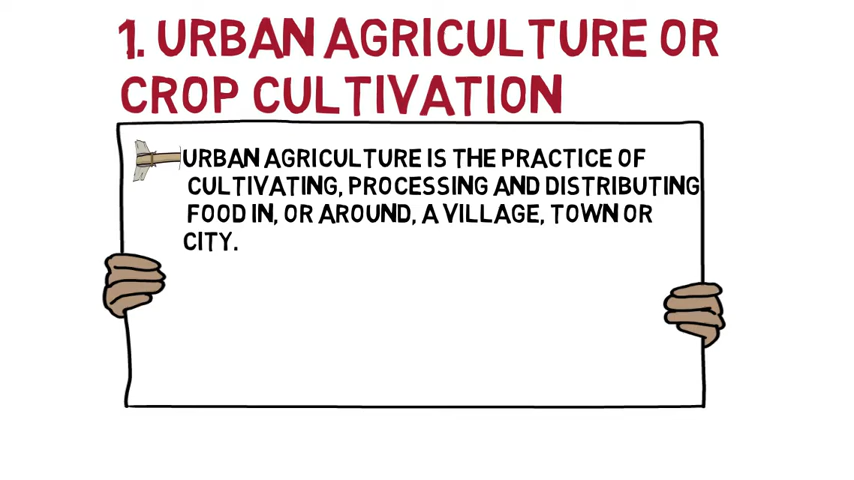 1. URBAN AGRICULTURE OR
CROP CULTIVATION
URBAN AGRICULTURE IS THE PRACTICE OF
CULTIVATING, PROCESSING AND DISTRIBUTING
FOOD IN, OR AROUND, A VILLAGE, TOWN OR
CITY.